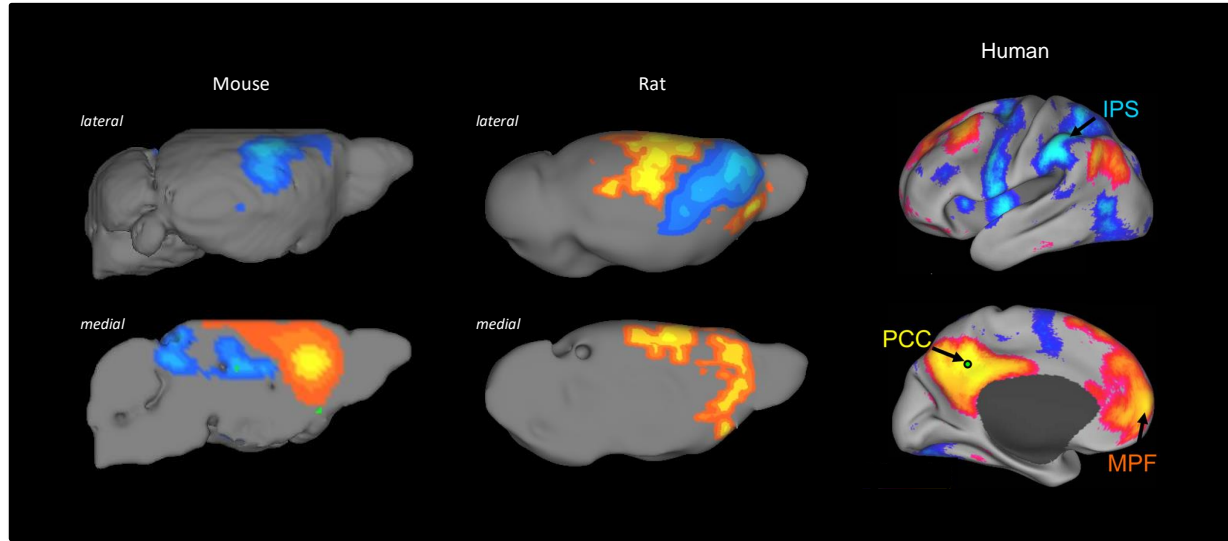 Mouse
Rat
Human
lateral
lateral
IPS
medial
medial
PCC
MPF